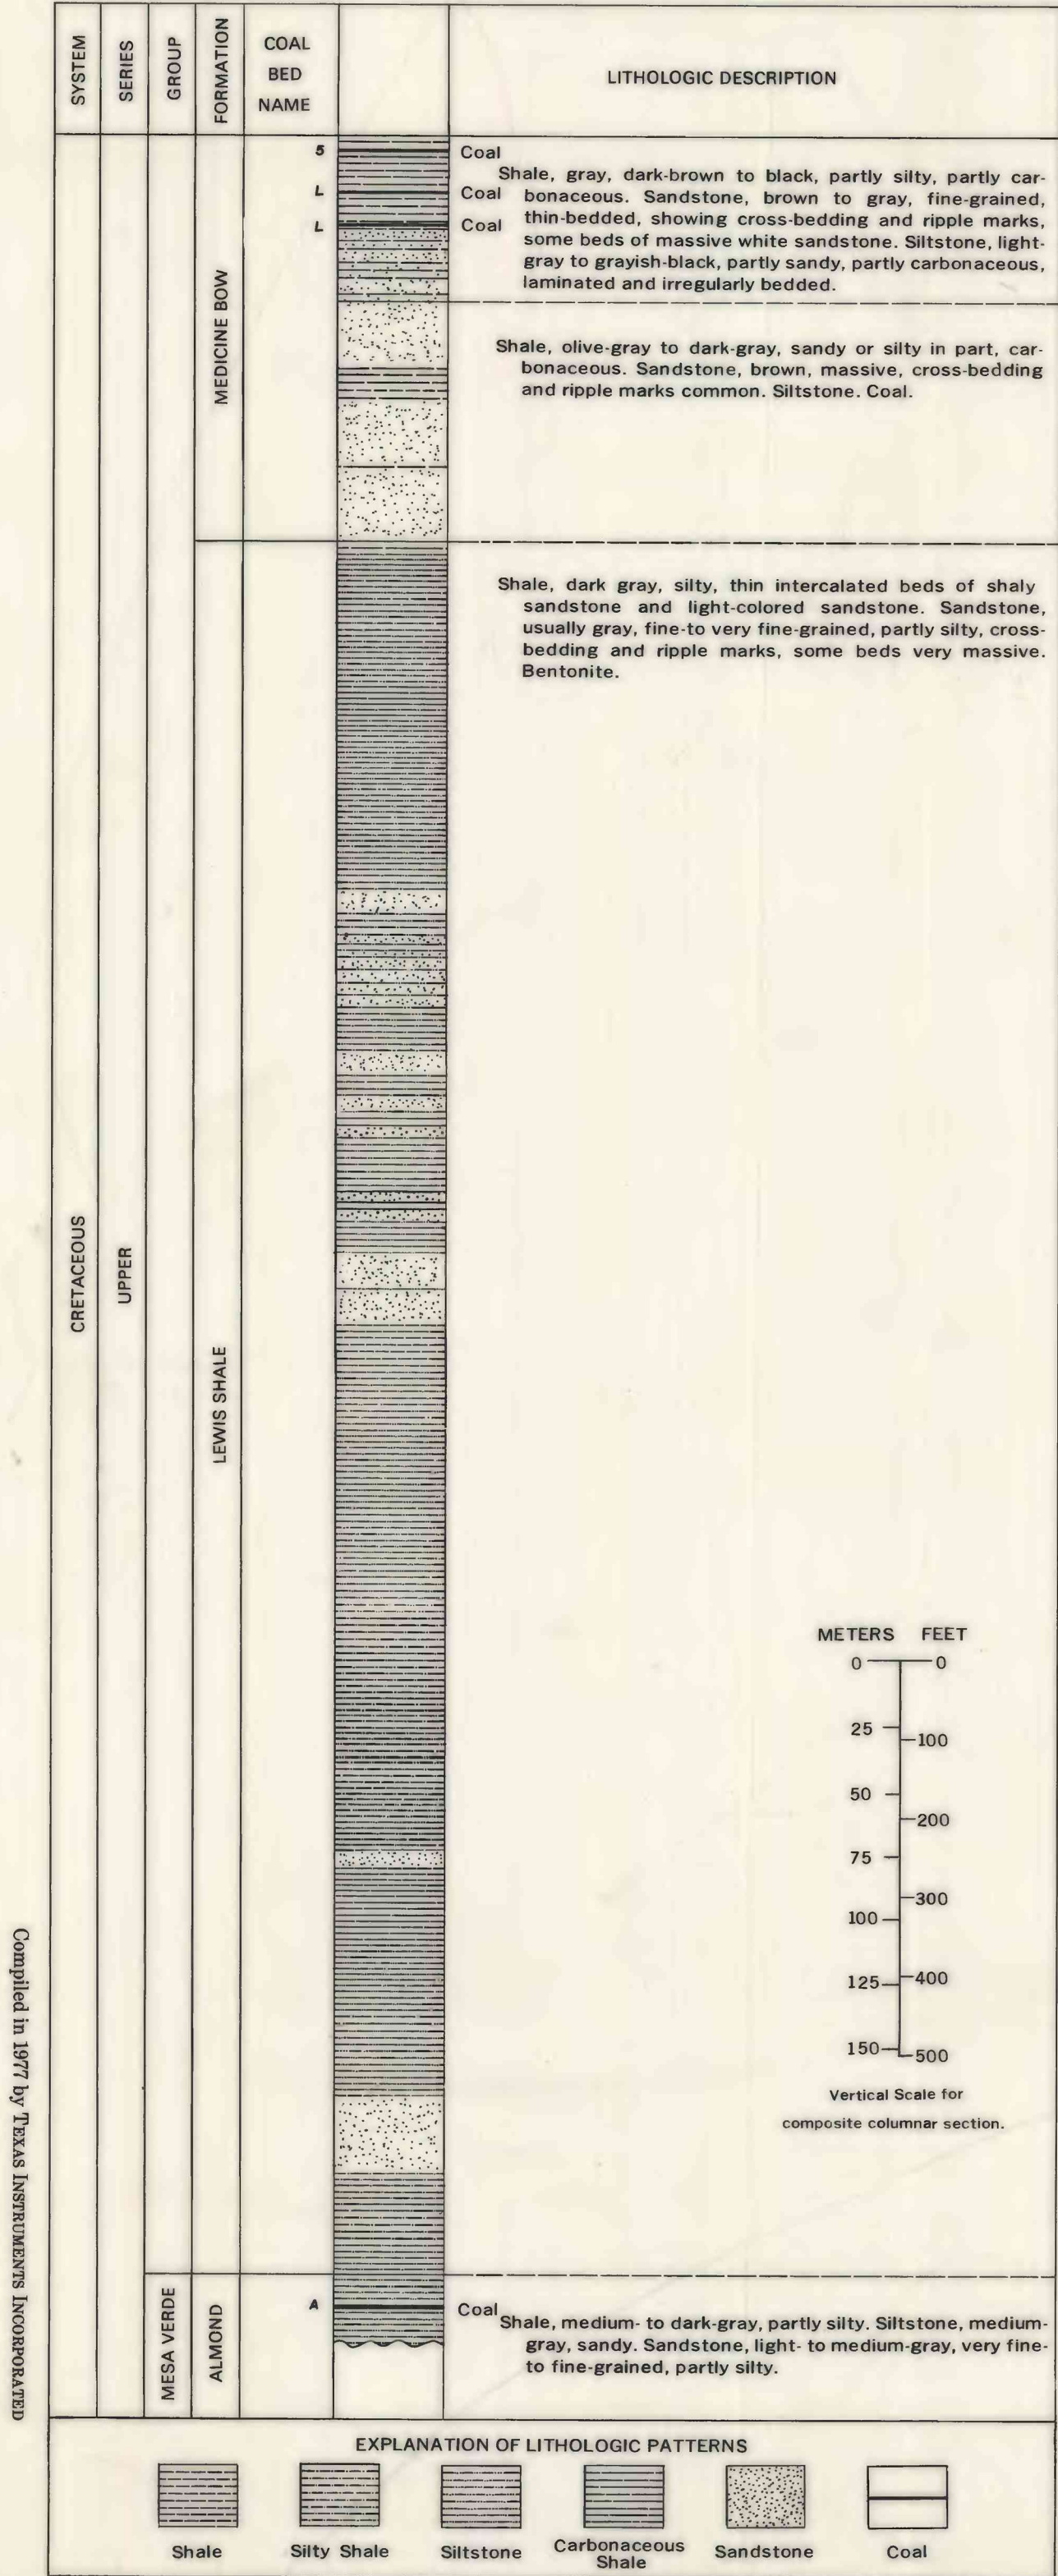 SYSTEM
SERIES
GROUP
FORMATION
COAL
BED
NAME
LITHOLOGIC DESCRIPTION
CRETACEOUS
UPPER
MEDICINE BOW
5
Coal
L
Coal
L
Coal
Shale, gray, dark-brown to black, partly silty, partly car-
bonaceous. Sandstone, brown to gray, fine-grained,
thin-bedded, showing cross-bedding and ripple marks,
some beds of massive white sandstone. Siltstone, light-
gray to grayish-black, partly sandy, partly carbonaceous,
laminated and irregularly bedded.
Shale, olive-gray to dark-gray, sandy or silty in part, car-
bonaceous. Sandstone, brown, massive, cross-bedding
and ripple marks common. Siltstone. Coal.
LEWIS SHALE
Shale, dark gray, silty, thin intercalated beds of shaly
sandstone and light-colored sandstone. Sandstone,
usually gray, fine-to very fine-grained, partly silty, cross-
bedding and ripple marks, some beds very massive.
Bentonite.
METERS FEET
0 0
25
100
50
200
75
300
100
125 400
150 500
Vertical Scale for
composite columnar section.
MESA VERDE
ALMOND
A
Coal
Shale, medium- to dark-gray, partly silty. Siltstone, medium-
gray, sandy. Sandstone, light- to medium-gray, very fine-
to fine-grained, partly silty.
EXPLANATION OF LITHOLOGIC PATTERNS
Shale
Silty Shale
Siltstone
Carbonaceous
Shale
Sandstone
Coal
Compiled in 1977 by TEXAS INSTRUMENTS INCORPORATED